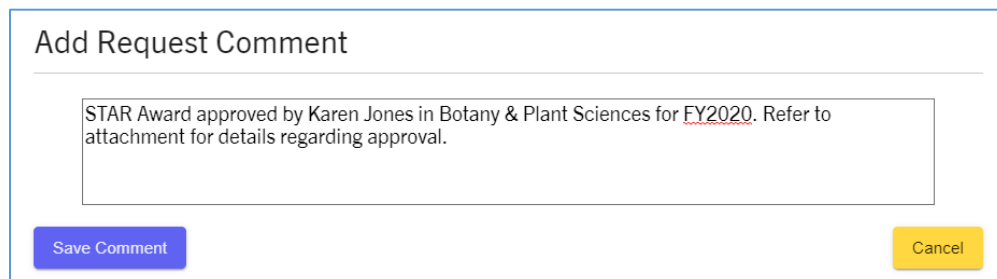 Add Request Comment
STAR Award approved by Karen Jones in Botany & Plant Sciences for FY2020. Refer to
attachment for details regarding approval.
Save Comment
Cancel